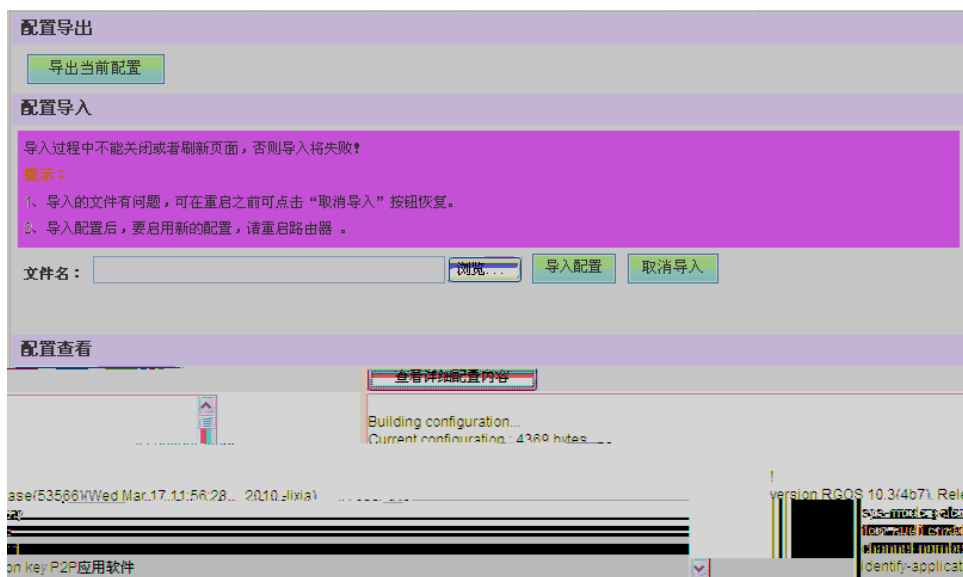 配置导出
导出当前配置
配置导入
导入过程中不能关闭或者刷新页面，否则导入将失败！
提示：
1、导入的文件有问题，可在重启之前可点击“取消导入”按钮恢复。
2、导入配置后，要启用新的配置，请重启路由器 。
文件名：
浏览...
导入配置
取消导入
配置查看
查看详细配置内容
Building configuration...
Current configuration : 4369 bytes
!
ase(53566)(Wed Mar 17 11:56:28 2010 -lixia)
version RGOS 10.3(4b7), Rele
on key P2P应用软件
identify-applicat